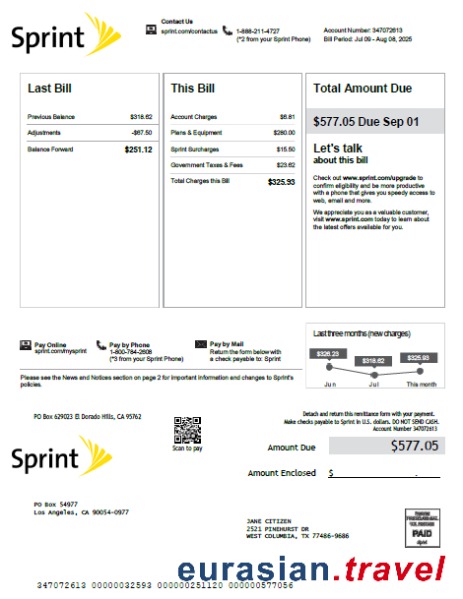 Sprint
Contact Us
sprint.com/contactus
1-888-211-4727
(*2 from your Sprint Phone)
Account Number: 347072613
Bill Period: Jul 09 - Aug 08, 2025
Last Bill
Previous Balance $318.62
Adjustments -$67.50
Balance Forward $251.12
This Bill
Account Charges $6.81
Plans & Equipment $280.00
Sprint Surcharges $15.50
Government Taxes & Fees $23.62
Total Charges this Bill $325.93
Total Amount Due
$577.05 Due Sep 01
Let's talk
about this bill
Check out www.sprint.com/upgrade to
confirm eligibility and be more productive
with a phone that gives you speedy access to
web, email and more.
We appreciate you as a valuable customer,
visit www.sprint.com today to learn about
the latest offers available for you.
Pay Online
sprint.com/mysprint
Pay by Phone
1-800-784-2608
(*3 from your Sprint Phone)
Pay by Mail
Return the form below with
a check payable to: Sprint
Last three months (new charges)
$326.23 $318.62 $325.93
Jun Jul This month
Please see the News and Notices section on page 2 for important information and changes to Sprint's
policies.
PO Box 629023 El Dorado Hills, CA 95762
Scan to pay
Detach and return this remittance form with your payment.
Make checks payable to Sprint in U.S. dollars. DO NOT SEND CASH.
Account Number 347072613
Sprint
Amount Due $577.05
Amount Enclosed $ .
PO Box 54977
Los Angeles, CA 90054-0977
JANE CITIZEN
2521 PINEHURST DR
WEST COLUMBIA, TX 77486-9686
PAID
eurasian.travel
347072613 00000032593 000000251120 000000577056